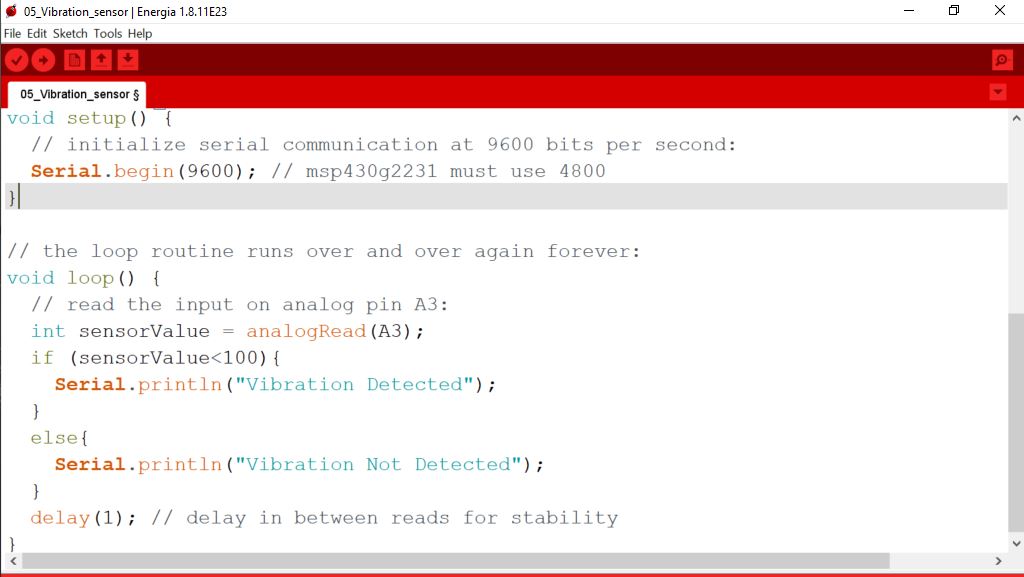 05_Vibration_sensor | Energia 1.8.11E23
File Edit Sketch Tools Help
05_Vibration_sensor §
void setup() {
  // initialize serial communication at 9600 bits per second:
  Serial.begin(9600); // msp430g2231 must use 4800
}
// the loop routine runs over and over again forever:
void loop() {
  // read the input on analog pin A3:
  int sensorValue = analogRead(A3);
  if (sensorValue<100){
    Serial.println("Vibration Detected");
  }
  else{
    Serial.println("Vibration Not Detected");
  }
  delay(1); // delay in between reads for stability
}